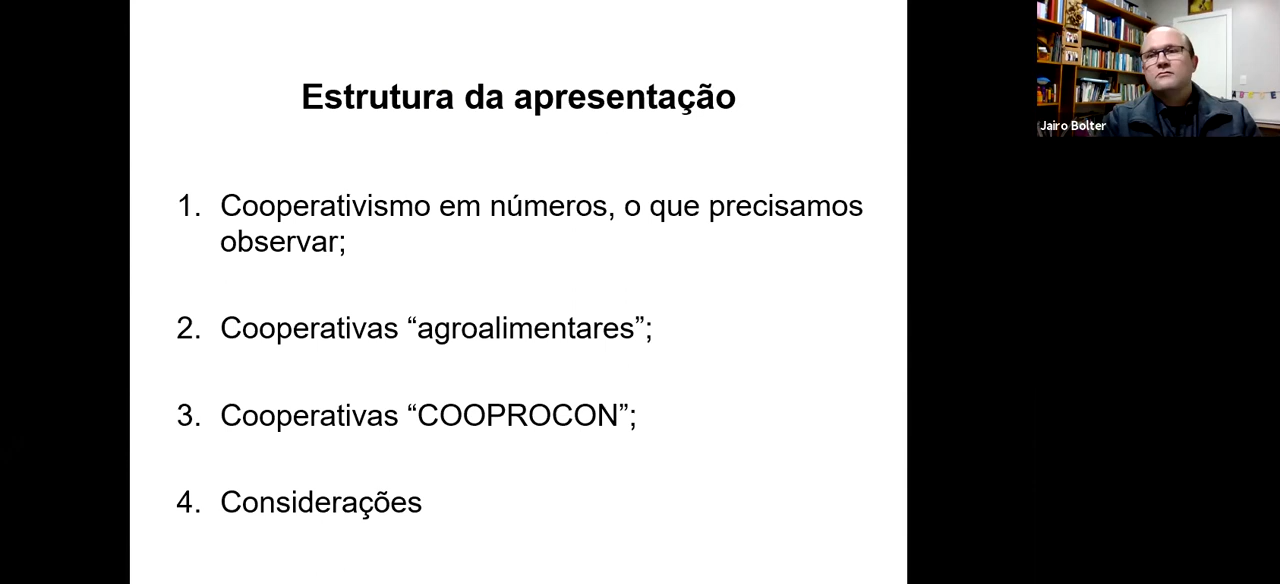 Estrutura da apresentação
1. Cooperativismo em números, o que precisamos
observar;
2. Cooperativas “agroalimentares”;
3. Cooperativas “COOPROCON”;
4. Considerações
Jairo Bolter